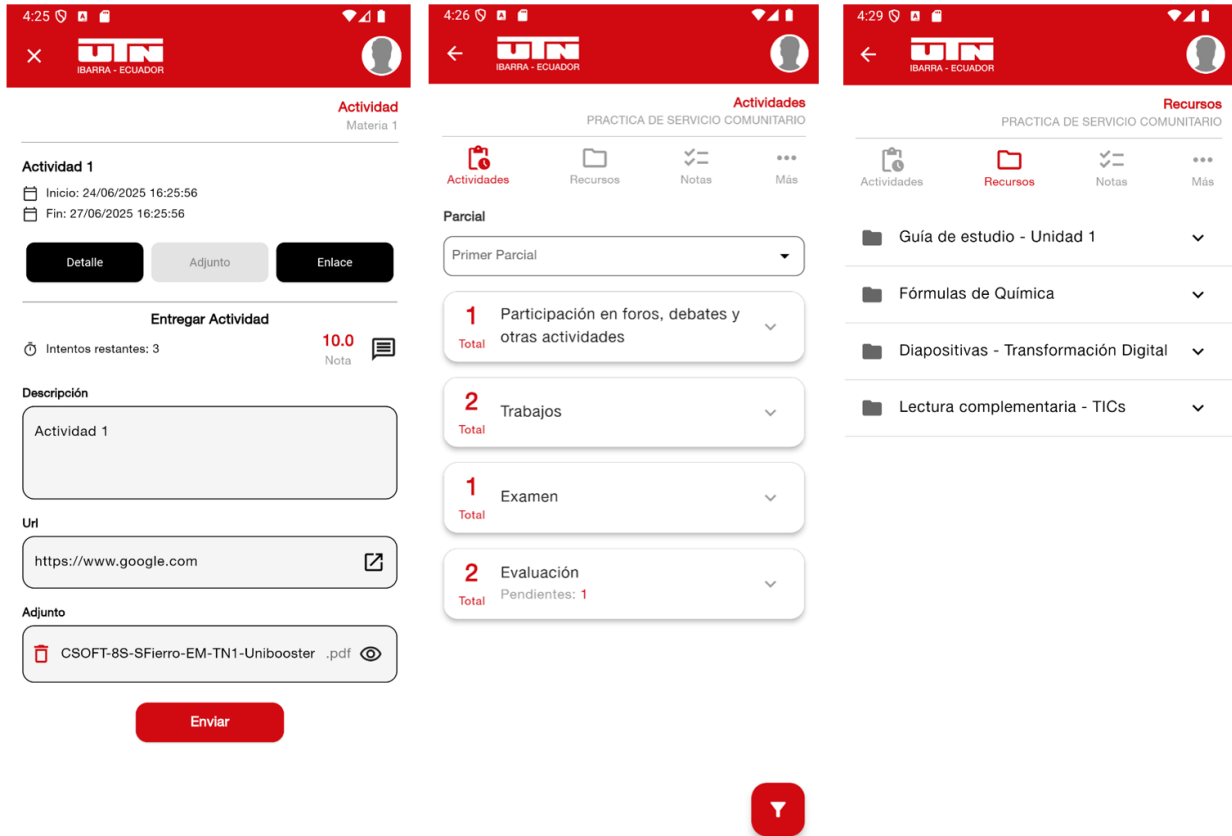 4:25
UTN
IBARRA - ECUADOR
Actividad
Materia 1
Actividad 1
Inicio: 24/06/2025 16:25:56
Fin: 27/06/2025 16:25:56
Detalle
Adjunto
Enlace
Entregar Actividad
Intentos restantes: 3
10.0
Nota
Descripción
Actividad 1
Url
https://www.google.com
Adjunto
CSOFT-8S-SFierro-EM-TN1-Unibooster .pdf
Enviar
4:26
UTN
IBARRA - ECUADOR
Actividades
PRACTICA DE SERVICIO COMUNITARIO
Actividades
Recursos
Notas
Más
Parcial
Primer Parcial
1
Total
Participación en foros, debates y
otras actividades
2
Total
Trabajos
1
Total
Examen
2
Total
Evaluación
Pendientes: 1
4:29
UTN
IBARRA - ECUADOR
Recursos
PRACTICA DE SERVICIO COMUNITARIO
Actividades
Recursos
Notas
Más
Guía de estudio - Unidad 1
Fórmulas de Química
Diapositivas - Transformación Digital
Lectura complementaria - TICs